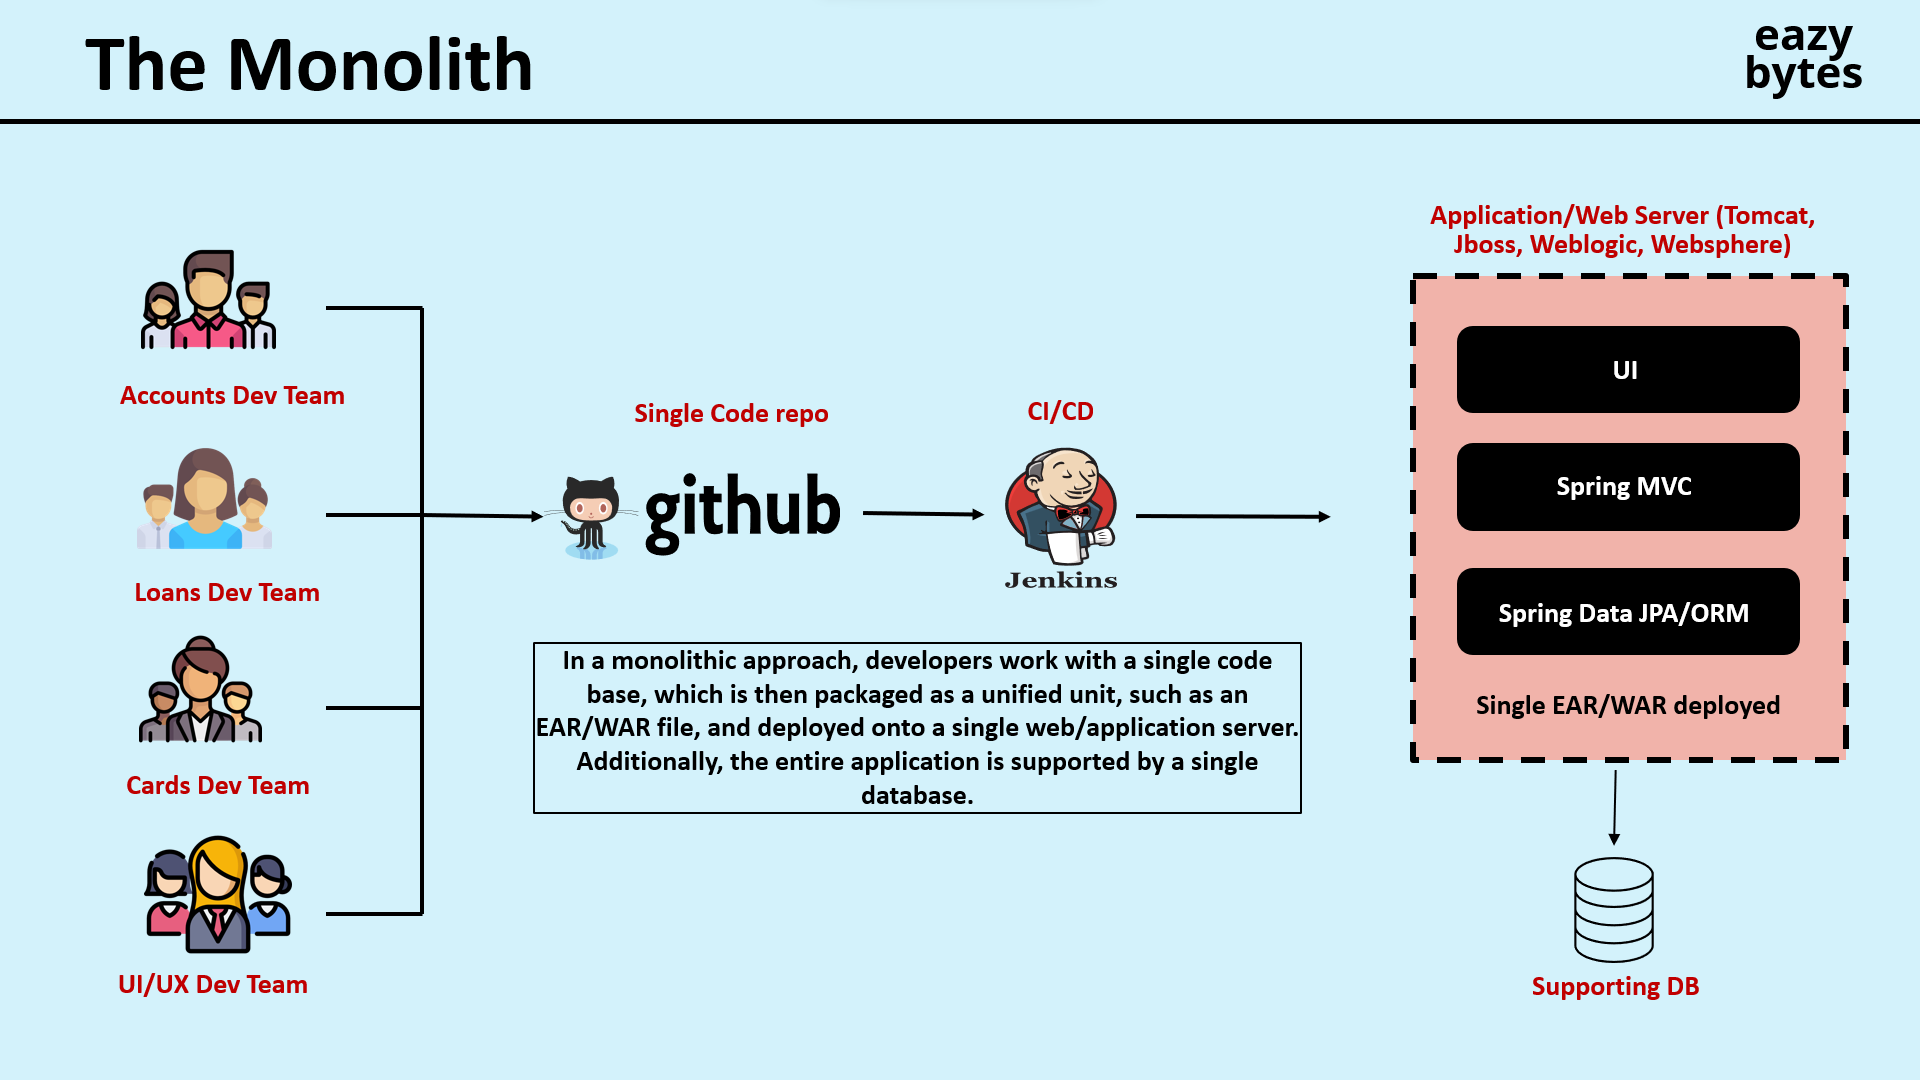 The Monolith
eazy
bytes
Accounts Dev Team
Loans Dev Team
Cards Dev Team
UI/UX Dev Team
Single Code repo
github
CI/CD
Jenkins
In a monolithic approach, developers work with a single code
base, which is then packaged as a unified unit, such as an
EAR/WAR file, and deployed onto a single web/application server.
Additionally, the entire application is supported by a single
database.
Application/Web Server (Tomcat,
Jboss, Weblogic, Websphere)
UI
Spring MVC
Spring Data JPA/ORM
Single EAR/WAR deployed
Supporting DB